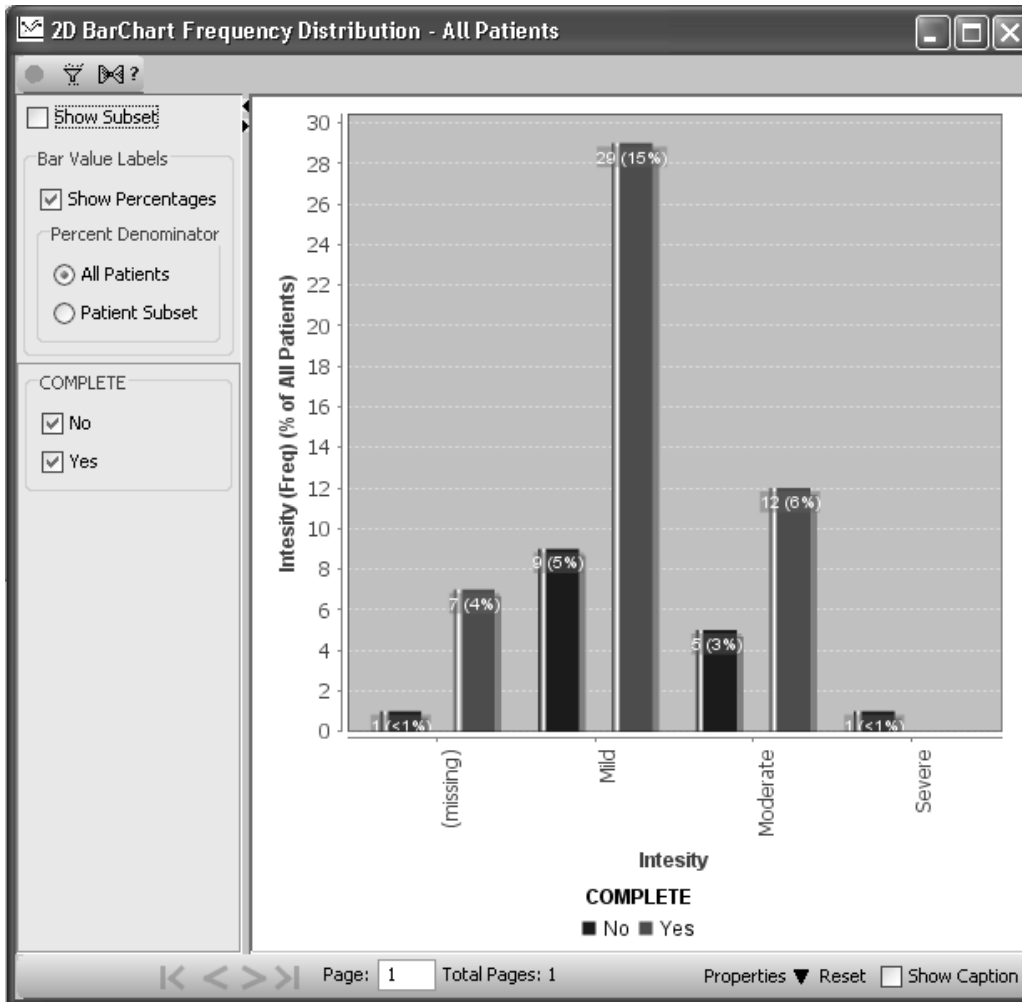 2D BarChart Frequency Distribution - All Patients
?
Show Subset
Bar Value Labels
Show Percentages
Percent Denominator
All Patients
Patient Subset
COMPLETE
No
Yes
Intesity (Freq) (% of All Patients)
30
28
26
24
22
20
18
16
14
12
10
8
6
4
2
0
1 (<1%)
7 (4%)
9 (5%)
29 (15%)
5 (3%)
12 (6%)
1 (<1%)
(missing)
Mild
Moderate
Severe
Intesity
COMPLETE
No Yes
Page: 1 Total Pages: 1 Properties ▼ Reset Show Caption